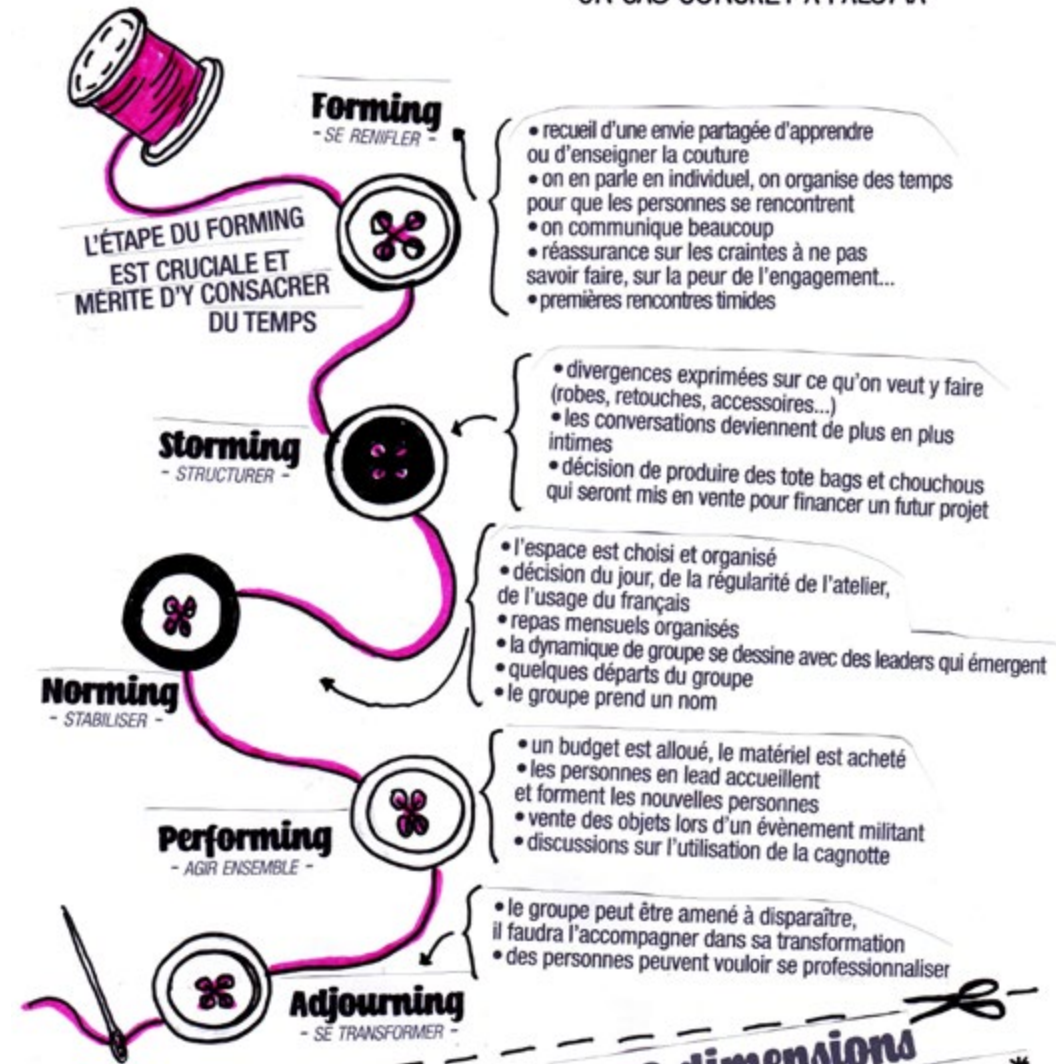 UN CAS CONCRET À
Forming
- SE RENIFLER -
• recueil d'une envie partagée d'apprendre
ou d'enseigner la couture
• on en parle en individuel, on organise des temps
pour que les personnes se rencontrent
• on communique beaucoup
• réassurance sur les craintes à ne pas
savoir faire, sur la peur de l'engagement...
• premières rencontres timides
L'ÉTAPE DU FORMING
EST CRUCIALE ET
MÉRITE D'Y CONSACRER
DU TEMPS
Storming
- STRUCTURER -
• divergences exprimées sur ce qu'on veut y faire
(robes, retouches, accessoires...)
• les conversations deviennent de plus en plus
intimes
• décision de produire des tote bags et chouchous
qui seront mis en vente pour financer un futur projet
Norming
- STABILISER -
• l'espace est choisi et organisé
• décision du jour, de la régularité de l'atelier,
de l'usage du français
• repas mensuels organisés
• la dynamique de groupe se dessine avec des leaders qui émergent
• quelques départs du groupe
• le groupe prend un nom
Performing
- AGIR ENSEMBLE -
• un budget est alloué, le matériel est acheté
• les personnes en lead accueillent
et forment les nouvelles personnes
• vente des objets lors d'un évènement militant
• discussions sur l'utilisation de la cagnotte
Adjourning
- SE TRANSFORMER -
• le groupe peut être amené à disparaître,
il faudra l'accompagner dans sa transformation
• des personnes peuvent vouloir se professionnaliser
dimensions